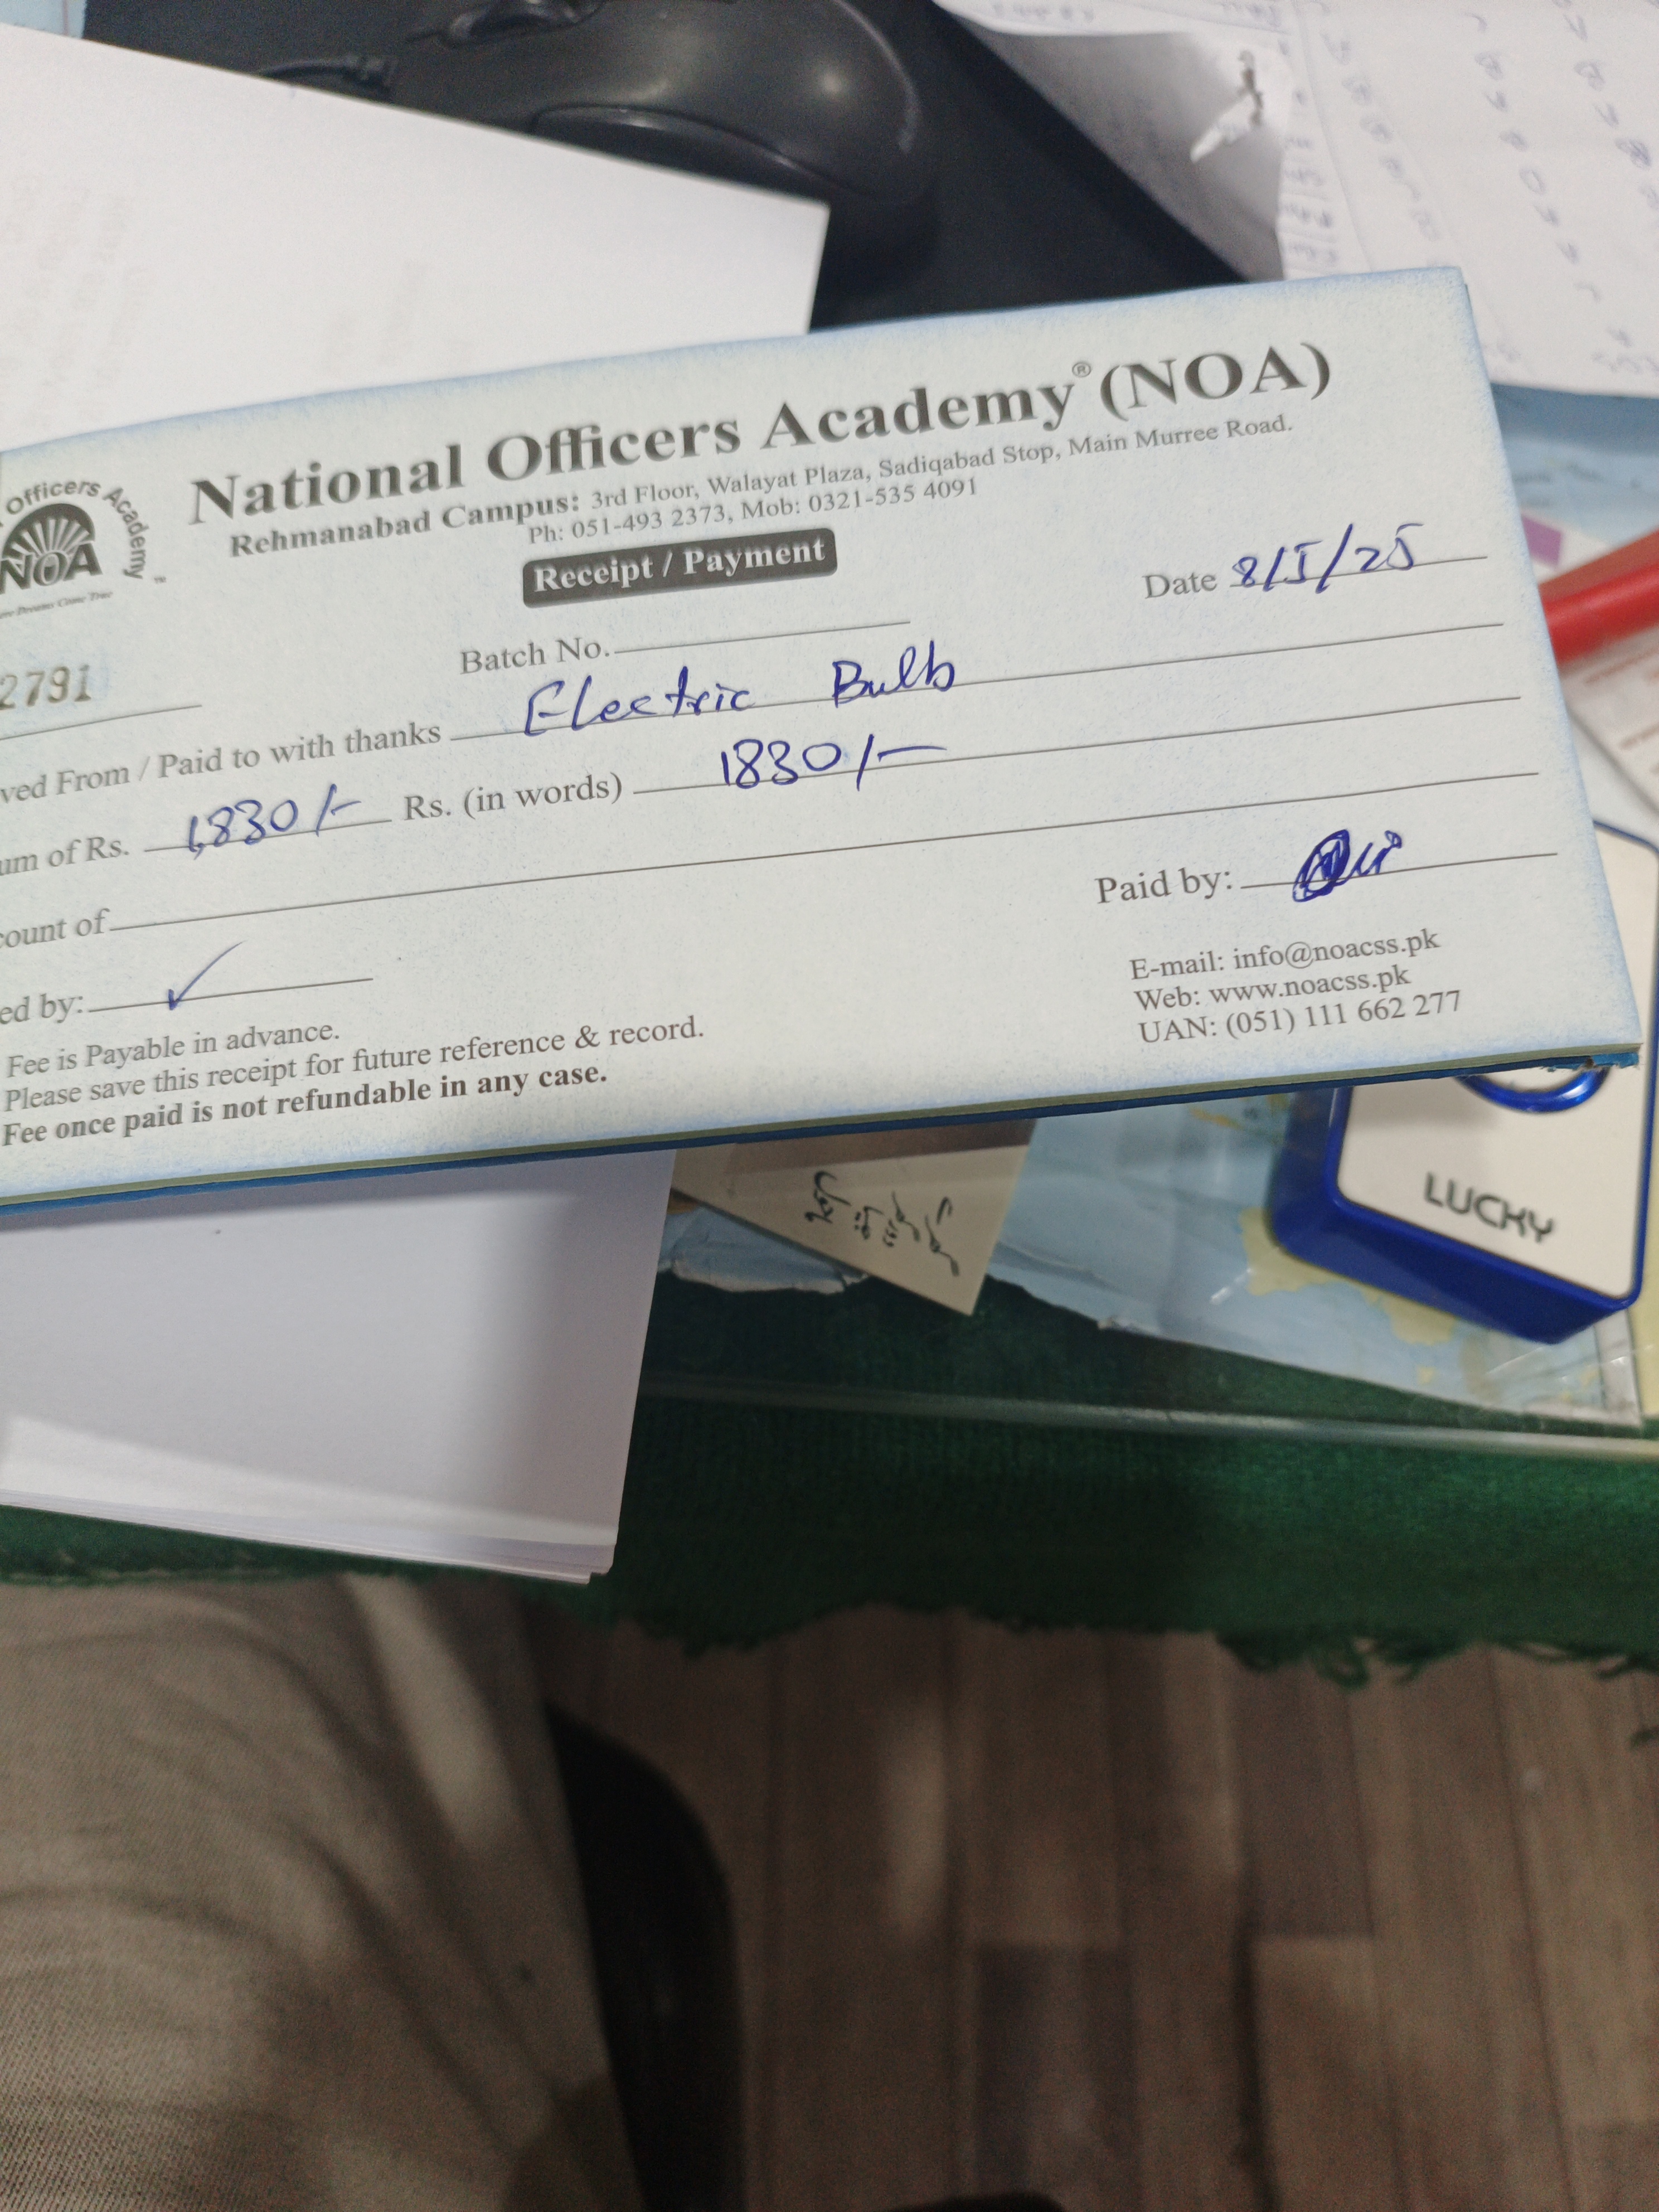 National Officers Academy® (NOA)
Rehmanabad Campus: 3rd Floor, Walayat Plaza, Sadiqabad Stop, Main Murree Road.
Ph: 051-493 2373, Mob: 0321-535 4091
Officers Academy
NOA
™
Receipt / Payment
Date 8/5/25
2791
Batch No.
ved From / Paid to with thanks Electric Bulb
um of Rs. 1,830/- Rs. (in words) 1830/-
count of
Paid by:
ed by:
Fee is Payable in advance.
Please save this receipt for future reference & record.
Fee once paid is not refundable in any case.
E-mail: info@noacss.pk
Web: www.noacss.pk
UAN: (051) 111 662 277
LUCKY